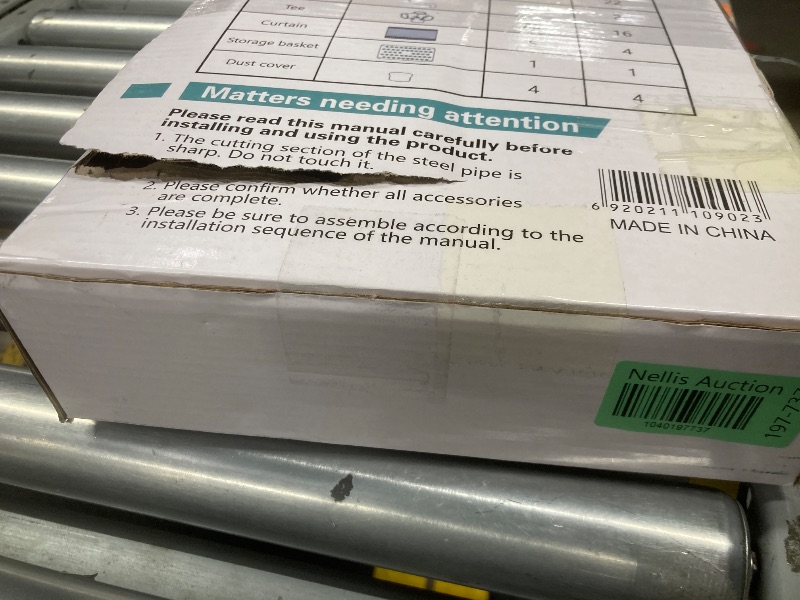 Tee 22
Curtain
16
Storage basket 4
Dust cover 1 1
4 4
Matters needing attention
Please read this manual carefully before
installing and using the product.
1. The cutting section of the steel pipe is
sharp. Do not touch it.
2. Please confirm whether all accessories
are complete.
3. Please be sure to assemble according to the
installation sequence of the manual.
6 920211 109023
MADE IN CHINA
Nellis Auction
1040197737